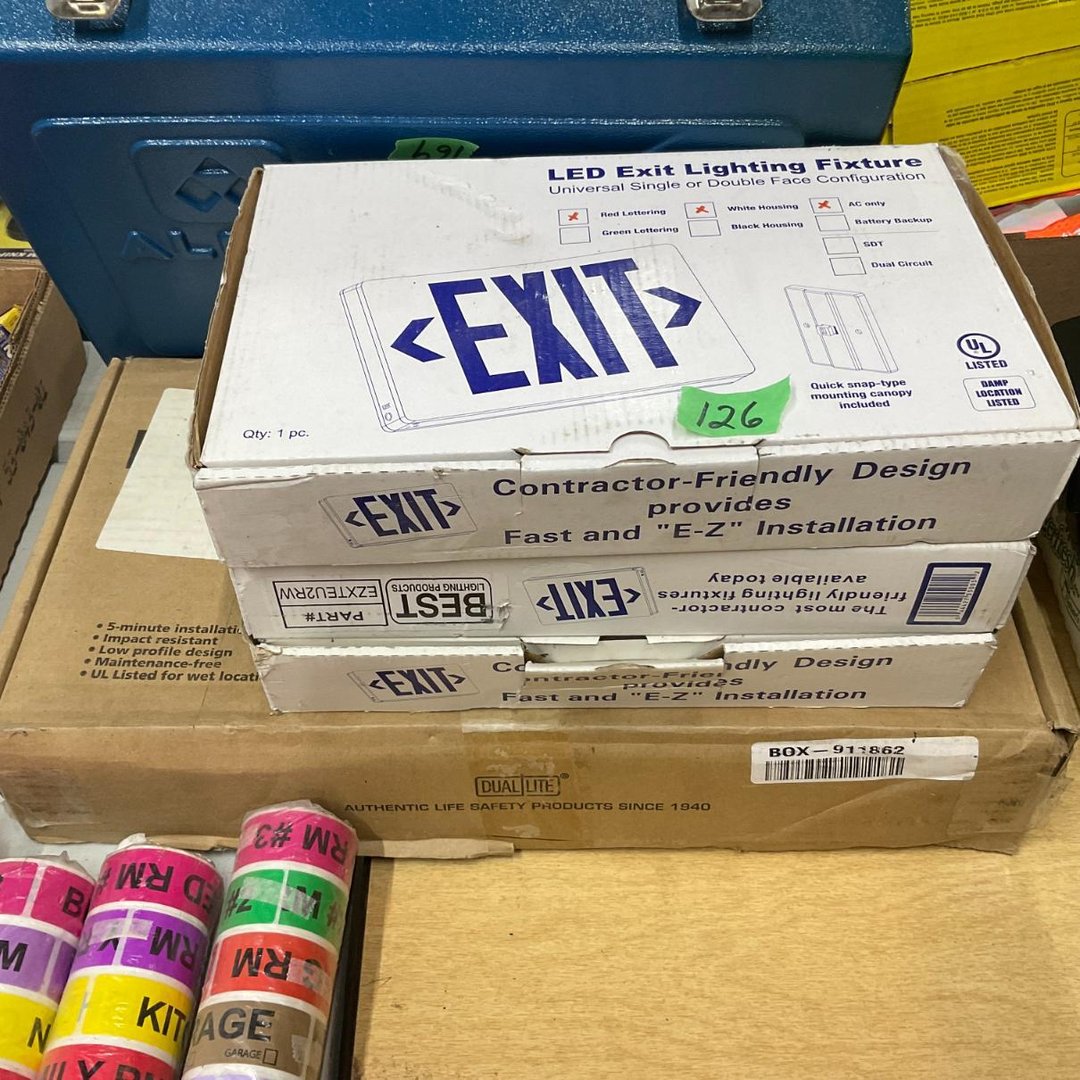 LED Exit Lighting Fixture
Universal Single or Double Face Configuration
Red Lettering
White Housing
AC only
Green Lettering
Black Housing
Battery Backup
SDT
Dual Circuit
EXIT
UL
LISTED
DAMP
LOCATION
LISTED
Quick snap-type
mounting canopy
included
Qty: 1 pc.
126
169
EXIT
Contractor-Friendly Design
provides
Fast and "E-Z" Installation
The most contractor-
friendly lighting fixtures
available today
EXIT
BEST
LIGHTING PRODUCTS
PART#
EZXTEU2RW
EXIT
Fast and "E-Z" Installation
• 5-minute
• Impact resistant
• Low profile design
• Maintenance-free
• UL Listed for wet
BOX-911862
DUAL LITE®
AUTHENTIC LIFE SAFETY PRODUCTS SINCE 1940
RM #3
RM
RM
GARAGE